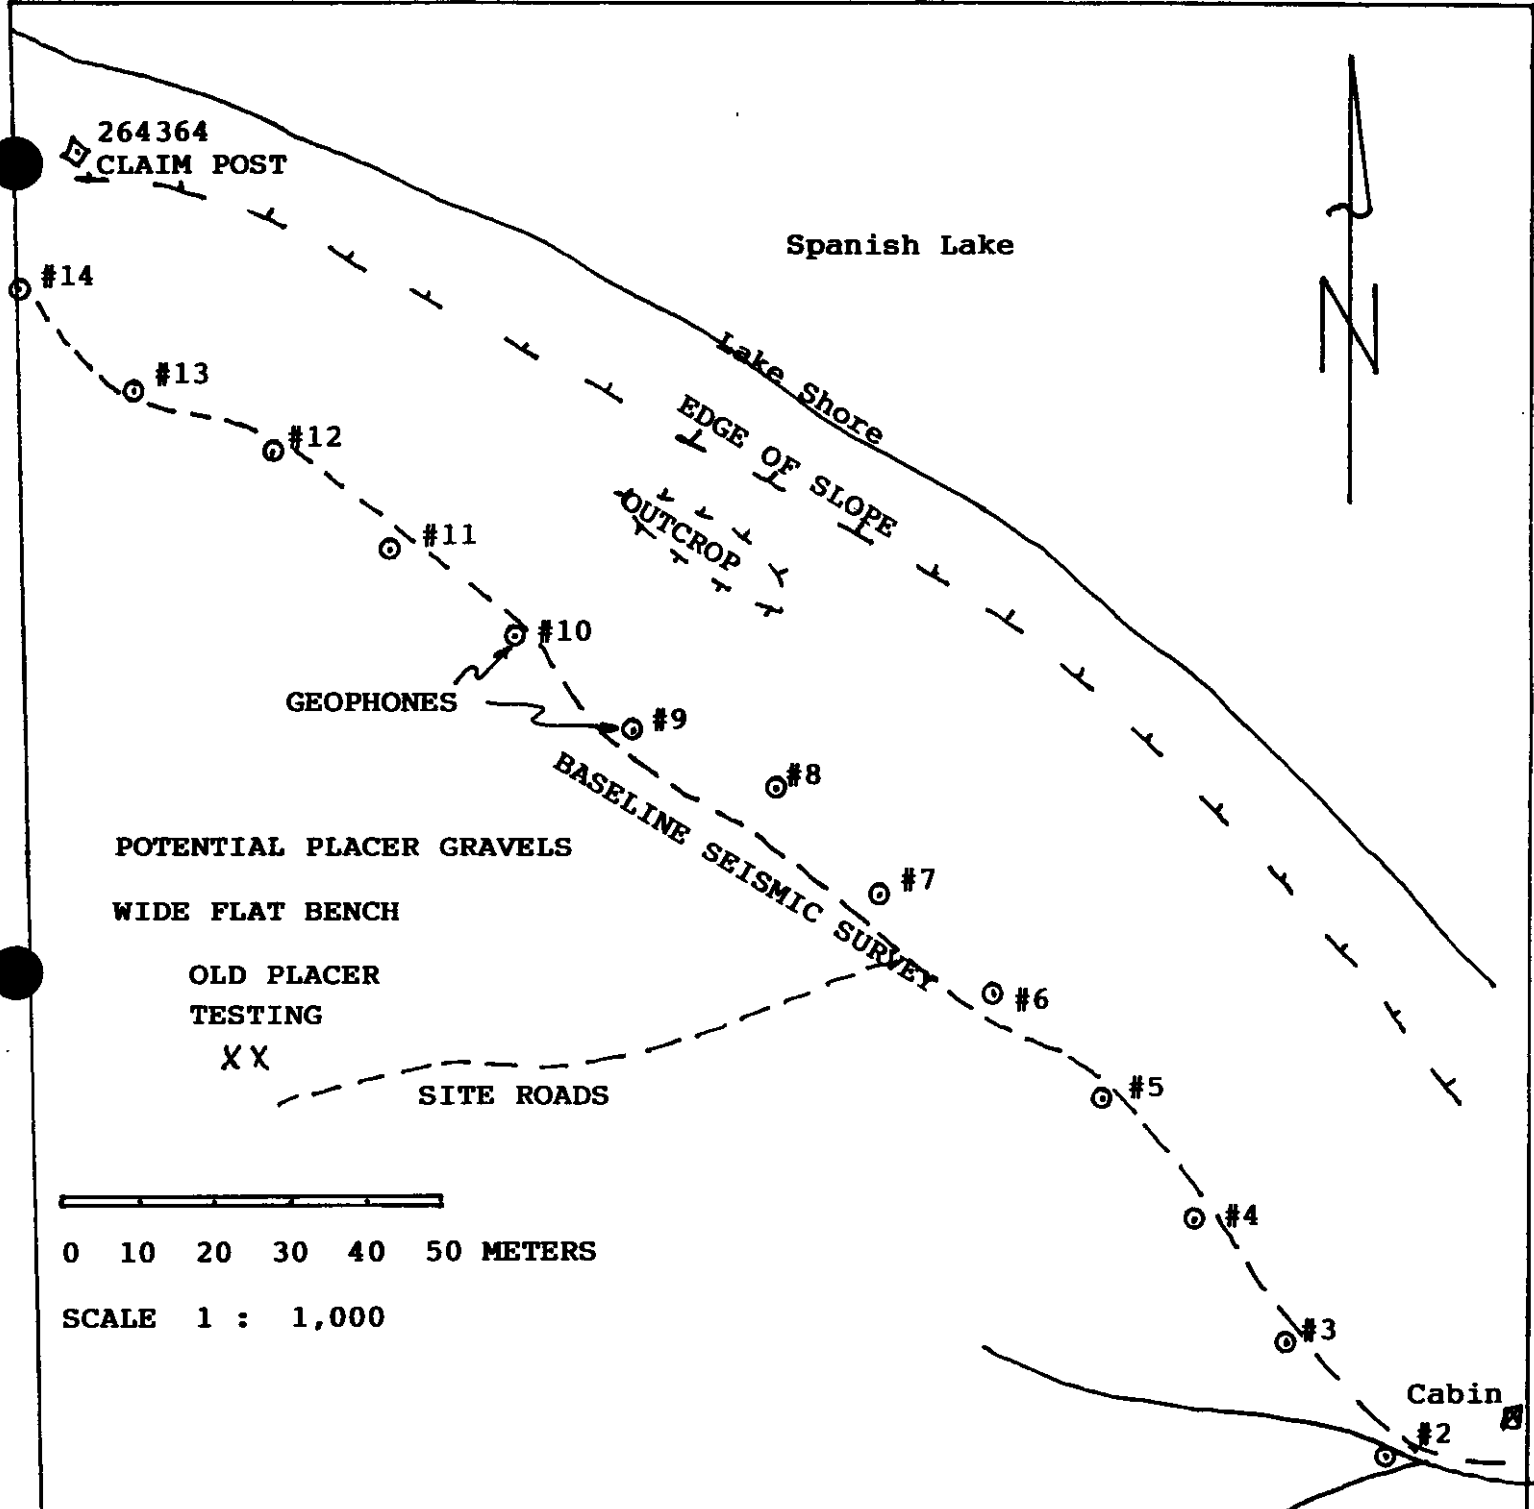 264364
CLAIM POST
Spanish Lake
#14
N
Lake Shore
#13
EDGE OF SLOPE
#12
OUTCROP
#11
#10
GEOPHONES
#9
#8
BASELINE SEISMIC SURVEY
POTENTIAL PLACER GRAVELS
#7
WIDE FLAT BENCH
OLD PLACER
TESTING
#6
X X
SITE ROADS
#5
#4
0 10 20 30 40 50 METERS
SCALE 1 : 1,000
#3
Cabin
#2